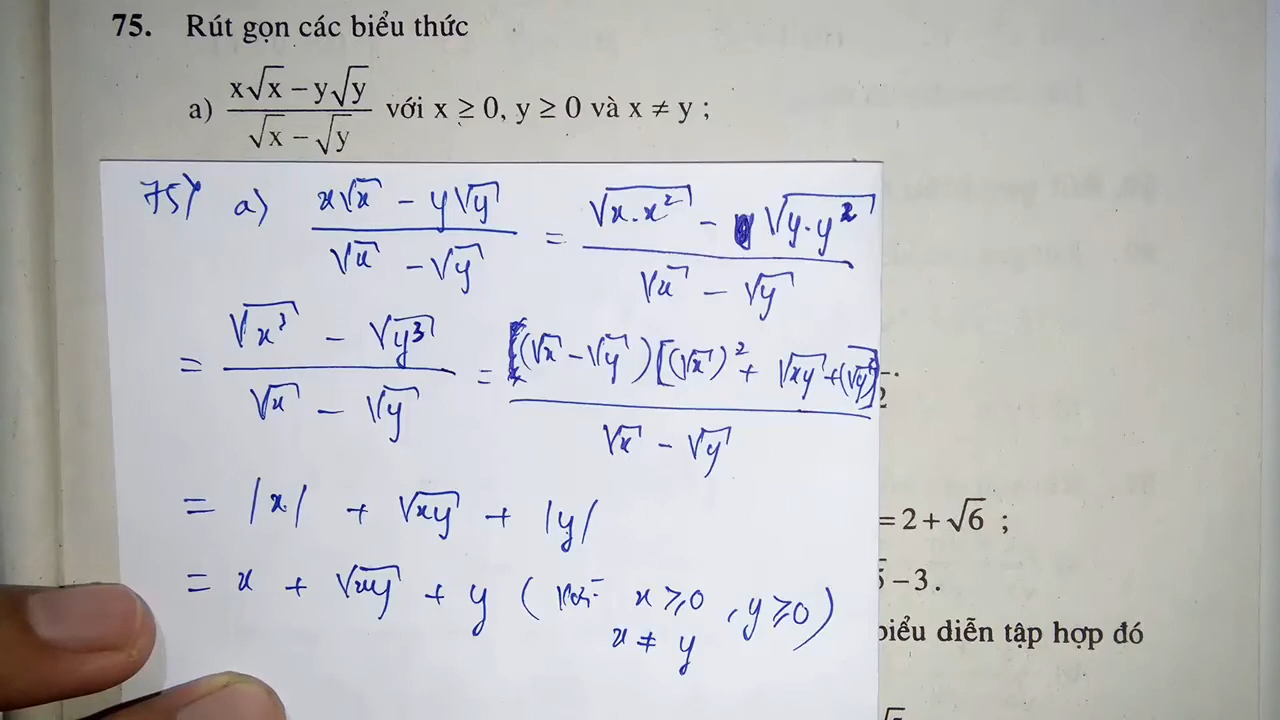 75. Rút gọn các biểu thức
a) (x√x − y√y)/(√x − √y) với x ≥ 0, y ≥ 0 và x ≠ y ;
75) a) (x√x − y√y)/(√x − √y) = (√(x.x²) − √(y.y²))/(√x − √y)
= (√(x³) − √(y³))/(√x − √y) = ((√x − √y)[(√x)² + √(xy) + (√y)²])/(√x − √y)
= |x| + √(xy) + |y|
= 2 + √6 ;
= x + √(xy) + y (với x ≥ 0, y ≥ 0)
− 3.
x ≠ y
biểu diễn tập hợp đó